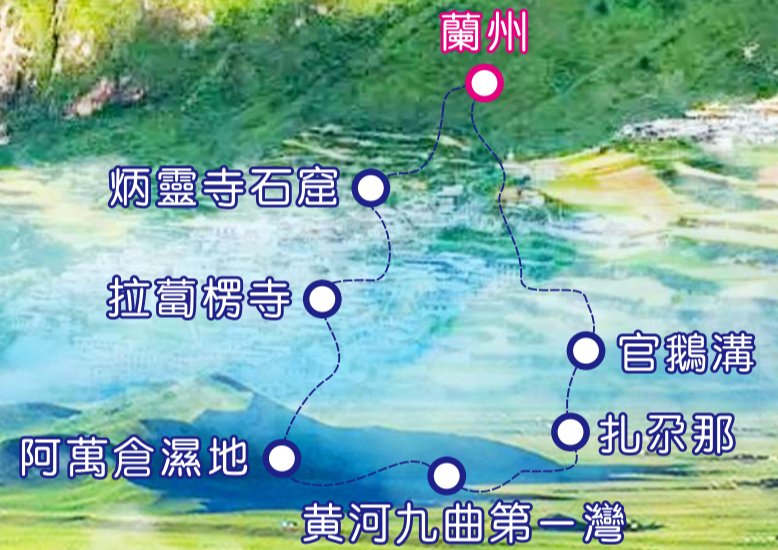 蘭州
炳靈寺石窟
拉蔔楞寺
官鵝溝
扎尕那
阿萬倉濕地
黄河九曲第一灣